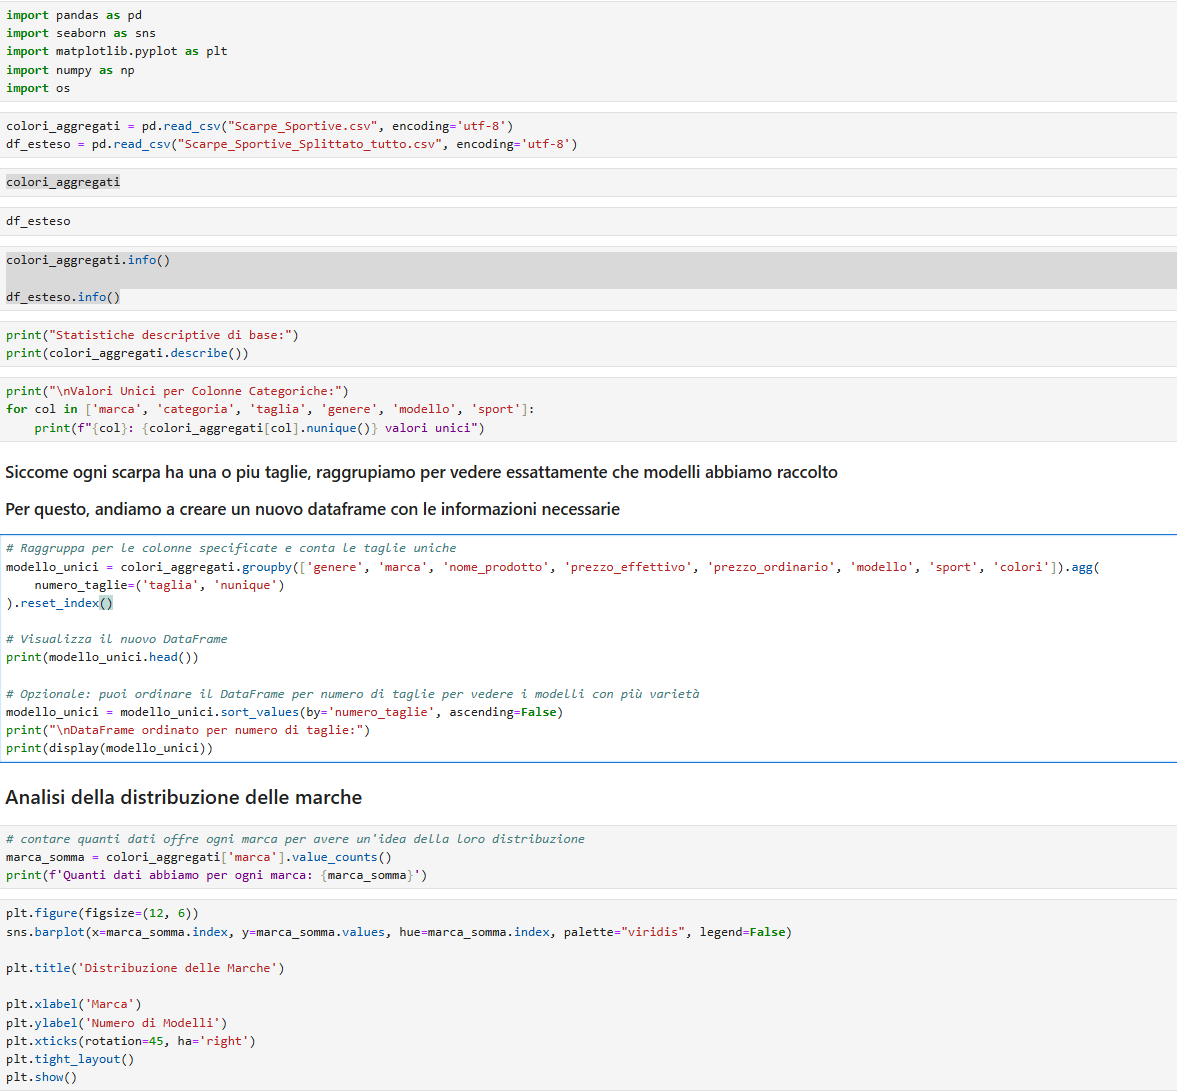 import pandas as pd
import seaborn as sns
import matplotlib.pyplot as plt
import numpy as np
import os
colori_aggregati = pd.read_csv("Scarpe_Sportive.csv", encoding='utf-8')
df_esteso = pd.read_csv("Scarpe_Sportive_Splittato_tutto.csv", encoding='utf-8')
colori_aggregati
df_esteso
colori_aggregati.info()
df_esteso.info()
print("Statistiche descriptive di base:")
print(colori_aggregati.describe())
print("\nValori Unici per Colonne Categoriche:")
for col in ['marca', 'categoria', 'taglia', 'genere', 'modello', 'sport']:
    print(f"{col}: {colori_aggregati[col].nunique()} valori unici")
Siccome ogni scarpa ha una o piu taglie, raggrupiamo per vedere essattamente che modelli abbiamo raccolto
Per questo, andiamo a creare un nuovo dataframe con le informazioni necessarie
# Raggruppa per le colonne specificate e conta le taglie uniche
modello_unici = colori_aggregati.groupby(['genere', 'marca', 'nome_prodotto', 'prezzo_effettivo', 'prezzo_ordinario', 'modello', 'sport', 'colori']).agg(
    numero_taglie=('taglia', 'nunique')
).reset_index()
# Visualizza il nuovo DataFrame
print(modello_unici.head())
# Opzionale: puoi ordinare il DataFrame per numero di taglie per vedere i modelli con più varietà
modello_unici = modello_unici.sort_values(by='numero_taglie', ascending=False)
print("\nDataFrame ordinato per numero di taglie:")
print(display(modello_unici))
Analisi della distribuzione delle marche
# contare quanti dati offre ogni marca per avere un'idea della loro distribuzione
marca_somma = colori_aggregati['marca'].value_counts()
print(f'Quanti dati abbiamo per ogni marca: {marca_somma}')
plt.figure(figsize=(12, 6))
sns.barplot(x=marca_somma.index, y=marca_somma.values, hue=marca_somma.index, palette="viridis", legend=False)
plt.title('Distribuzione delle Marche')
plt.xlabel('Marca')
plt.ylabel('Numero di Modelli')
plt.xticks(rotation=45, ha='right')
plt.tight_layout()
plt.show()